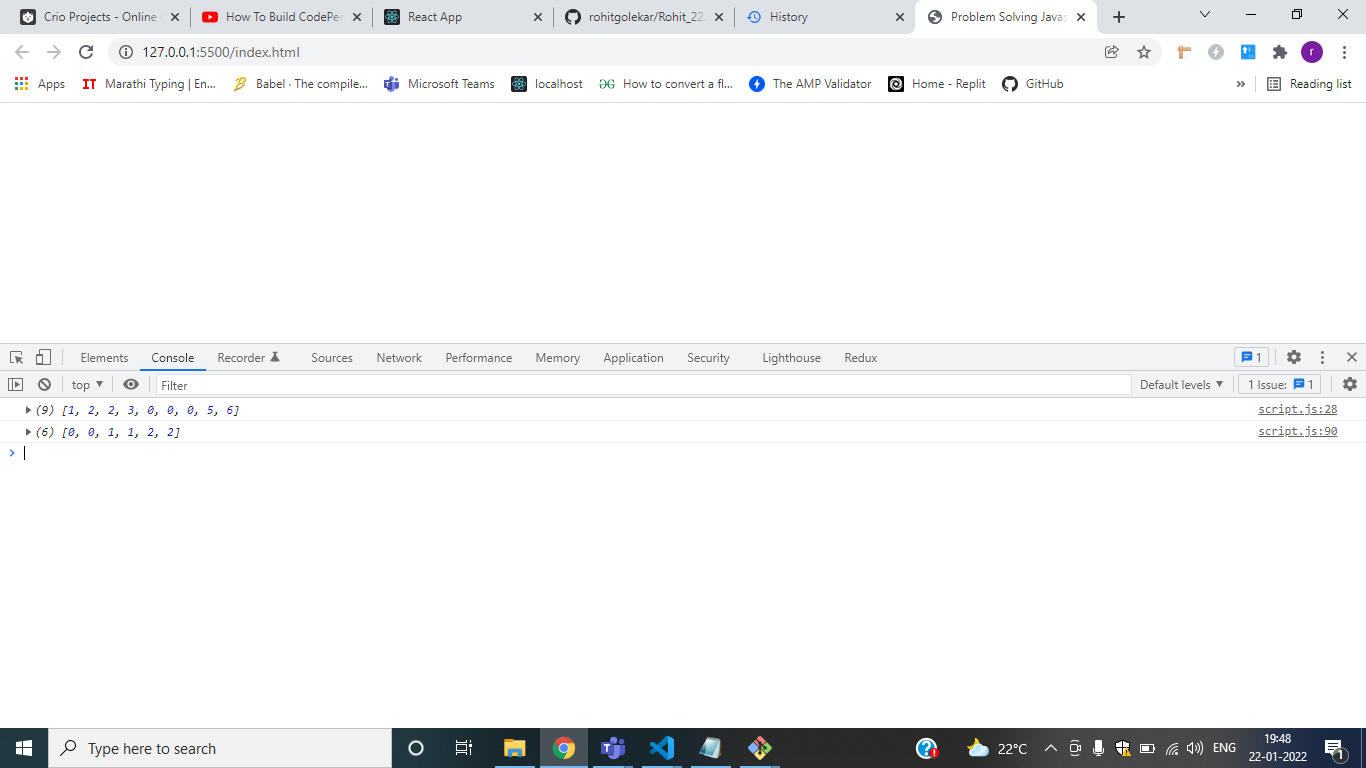 Crio Projects - Online
How To Build CodePer
React App
rohitgolekar/Rohit_22
History
Problem Solving Javas
127.0.0.1:5500/index.html
r
Apps
IT Marathi Typing | En...
Babel · The compile...
Microsoft Teams
localhost
How to convert a fl...
The AMP Validator
Home - Replit
GitHub
»
Reading list
Elements Console Recorder Sources Network Performance Memory Application Security Lighthouse Redux 1
top Filter Default levels 1 Issue: 1
(9) [1, 2, 2, 3, 0, 0, 0, 5, 6] script.js:28
(6) [0, 0, 1, 1, 2, 2] script.js:90
Type here to search
22°C
ENG
19:48
22-01-2022
1